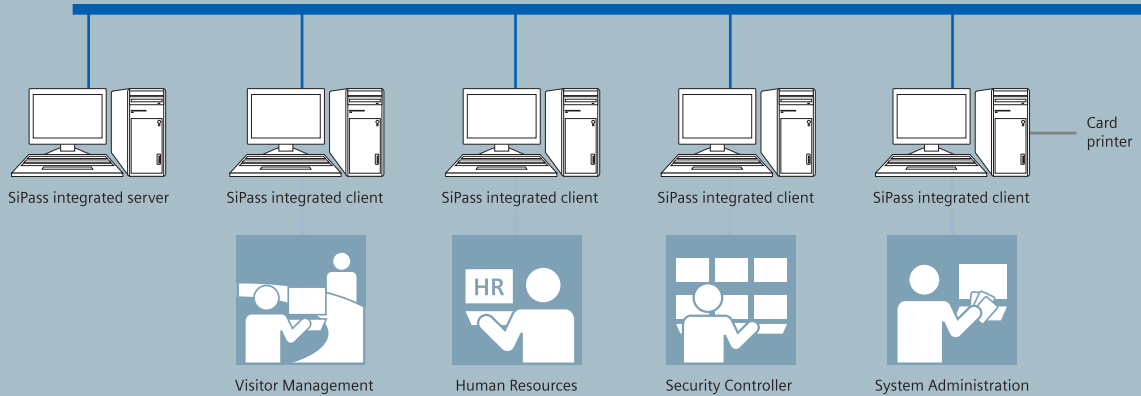 Card
printer
SiPass integrated server
SiPass integrated client
SiPass integrated client
SiPass integrated client
SiPass integrated client
HR
Visitor Management
Human Resources
Security Controller
System Administration